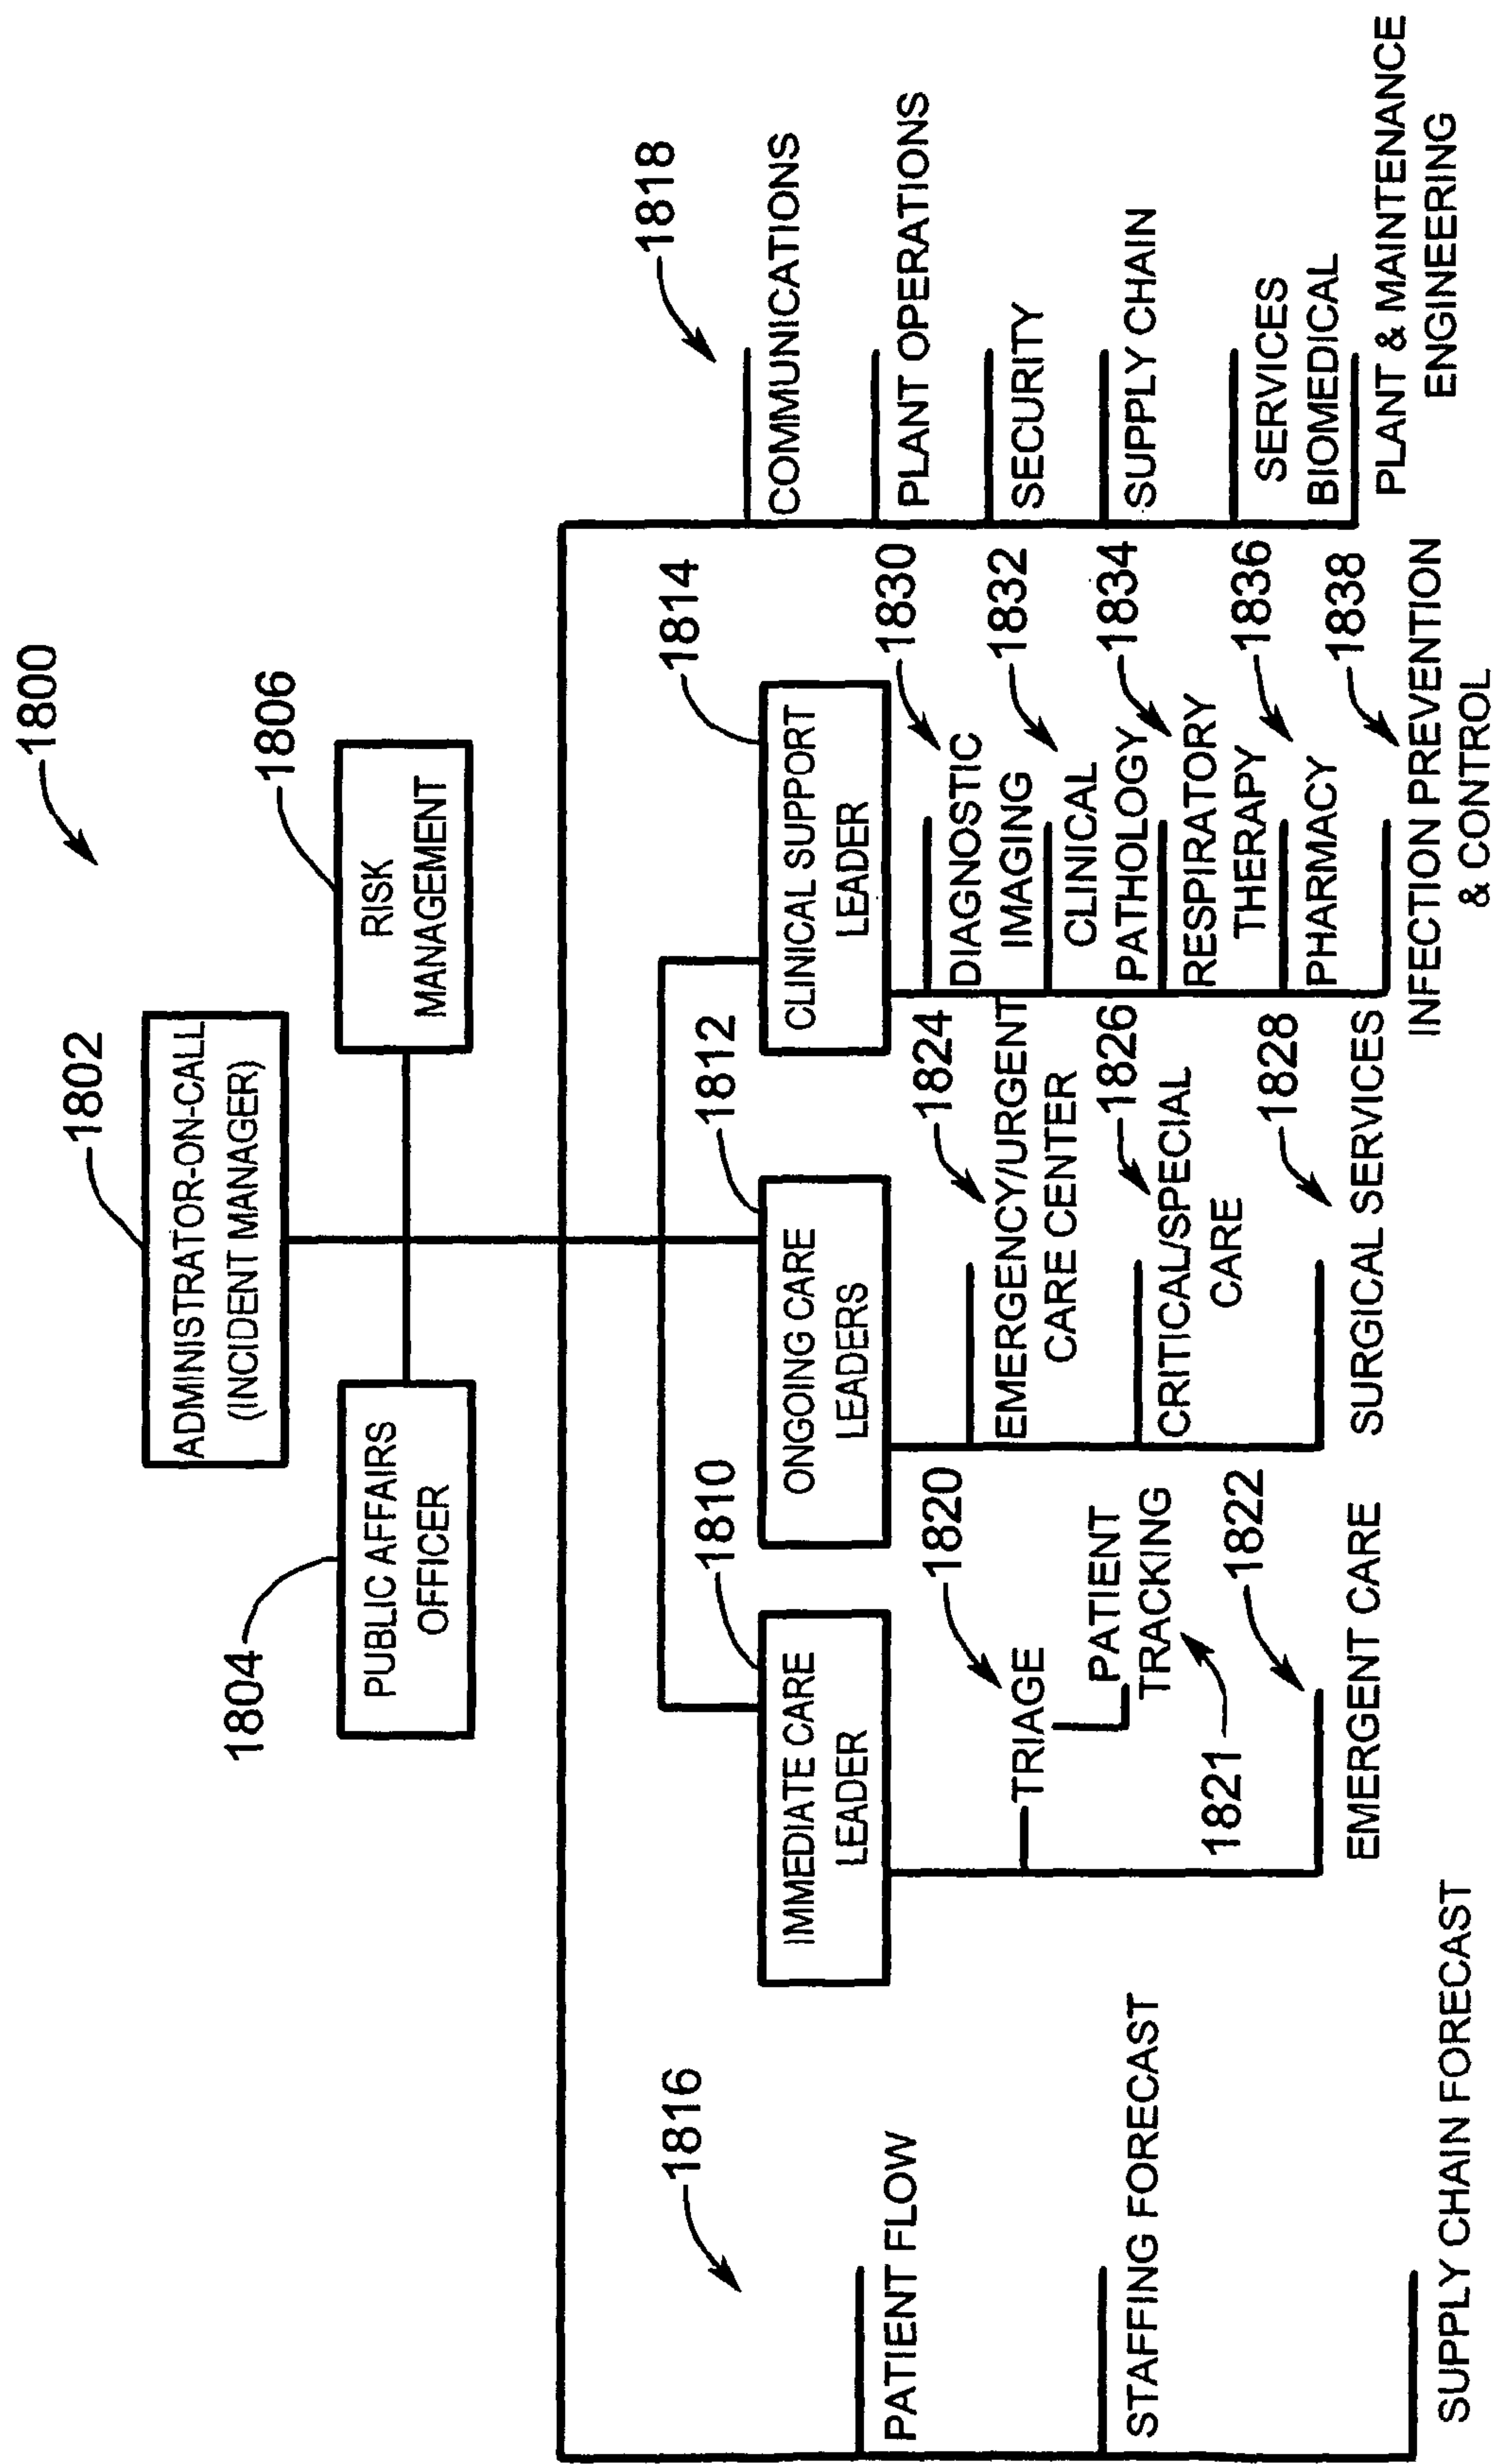 1800
1802
ADMINISTRATOR-ON-CALL
(INCIDENT MANAGER)
1804
PUBLIC AFFAIRS
OFFICER
1806
RISK
MANAGEMENT
1816
PATIENT FLOW
STAFFING FORECAST
SUPPLY CHAIN FORECAST
1810
IMMEDIATE CARE
LEADER
1820
TRIAGE
PATIENT
TRACKING
1821
1822
EMERGENT CARE
1812
ONGOING CARE
LEADERS
1824
EMERGENCY/URGENT
CARE CENTER
1826
CRITICAL/SPECIAL
CARE
1828
SURGICAL SERVICES
1814
CLINICAL SUPPORT
LEADER
1830
DIAGNOSTIC
IMAGING
1832
CLINICAL
PATHOLOGY
1834
RESPIRATORY
THERAPY
1836
PHARMACY
1838
INFECTION PREVENTION
& CONTROL
1818
COMMUNICATIONS
PLANT OPERATIONS
SECURITY
SUPPLY CHAIN
SERVICES
BIOMEDICAL
PLANT & MAINTENANCE
ENGINEERING